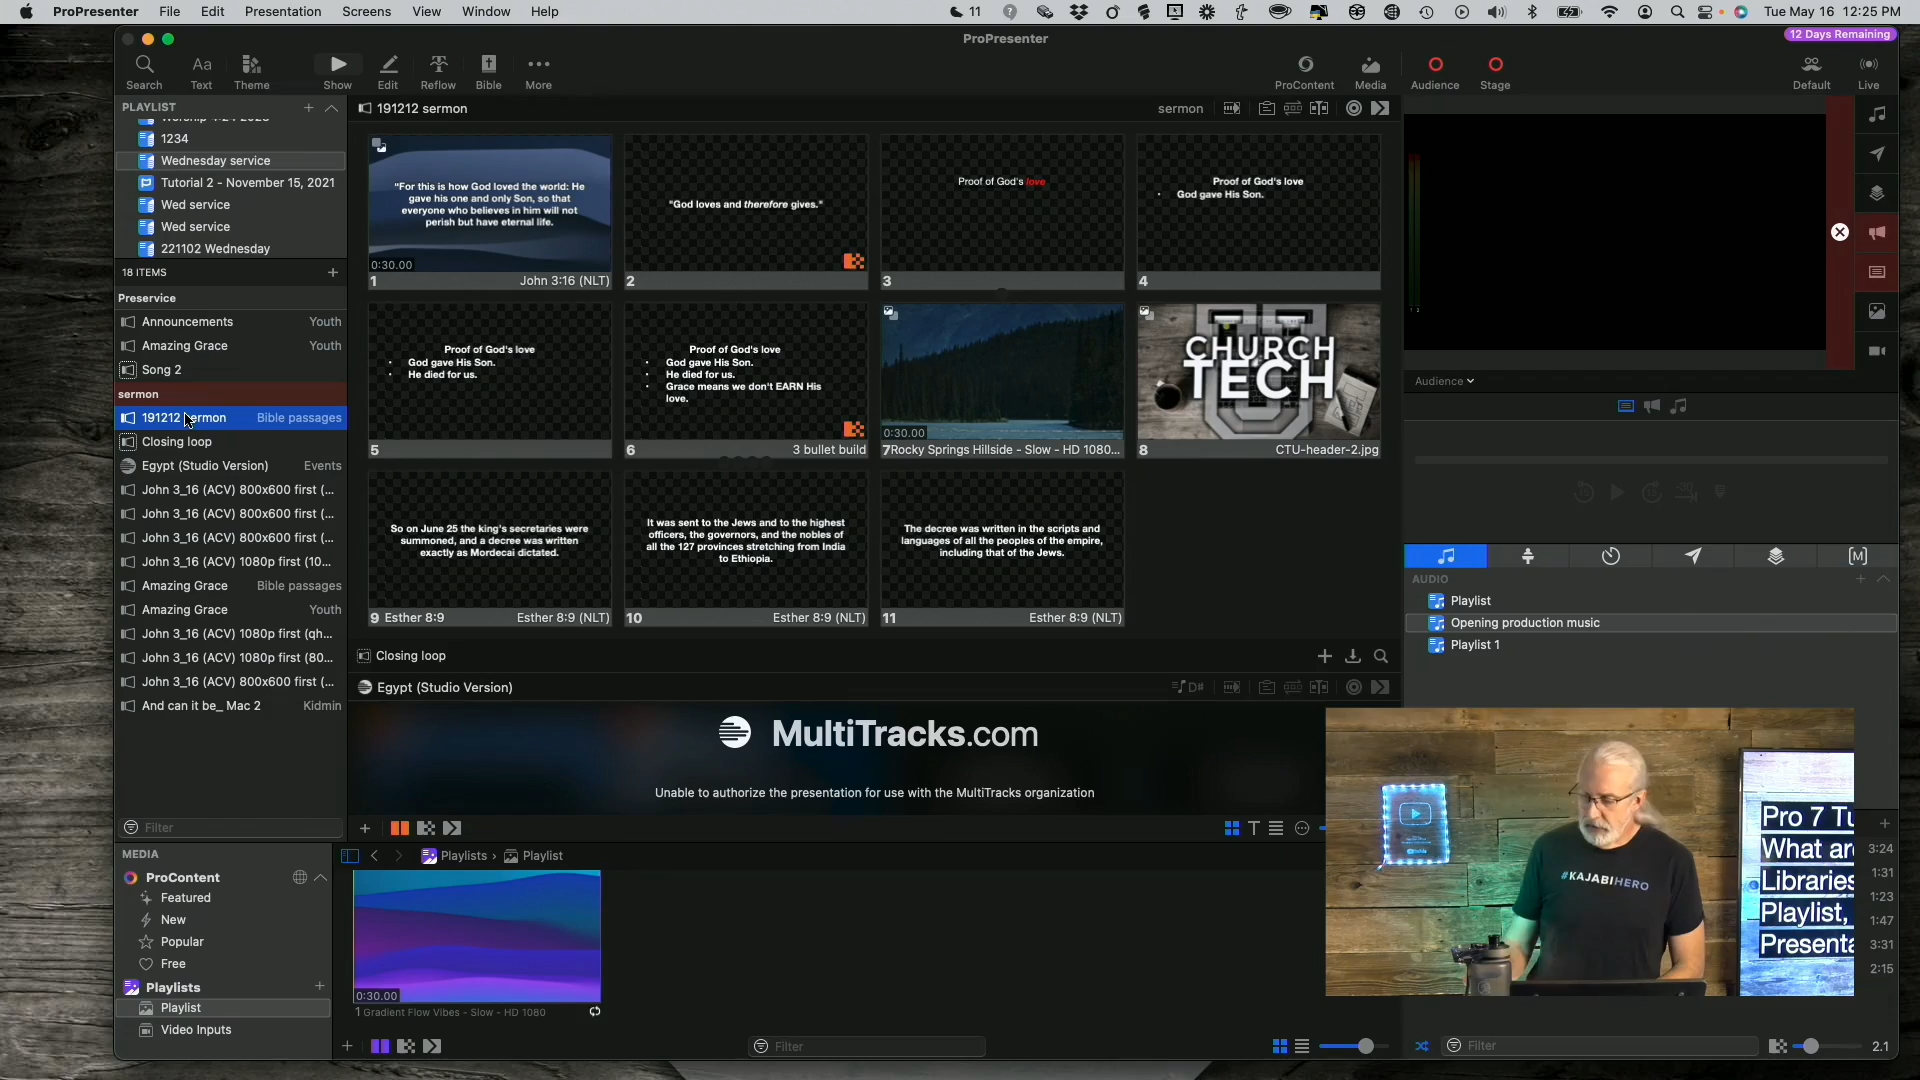 ProPresenter File Edit Presentation Screens View Window Help
11
Tue May 16 12:25 PM
ProPresenter
12 Days Remaining
Search
Text
Theme
Show
Edit
Reflow
Bible
More
ProContent
Media
Audience
Stage
Default
Live
PLAYLIST
1234
Wednesday service
Tutorial 2 - November 15, 2021
Wed service
Wed service
221102 Wednesday
18 ITEMS
Preservice
Announcements Youth
Amazing Grace Youth
Song 2
sermon
191212 sermon Bible passages
Closing loop
Egypt (Studio Version) Events
John 3_16 (ACV) 800x600 first (...
John 3_16 (ACV) 800x600 first (...
John 3_16 (ACV) 800x600 first (...
John 3_16 (ACV) 1080p first (10...
Amazing Grace Bible passages
Amazing Grace Youth
John 3_16 (ACV) 1080p first (qh...
John 3_16 (ACV) 1080p first (80...
John 3_16 (ACV) 800x600 first (...
And can it be_ Mac 2 Kidmin
Filter
MEDIA
ProContent
Featured
New
Popular
Free
Playlists
Playlist
Video Inputs
191212 sermon
sermon
"For this is how God loved the world: He
gave his one and only Son, so that
everyone who believes in him will not
perish but have eternal life.
0:30.00
1 John 3:16 (NLT)
"God loves and therefore gives."
2
Proof of God's love
3
Proof of God's love
• God gave His Son.
4
Proof of God's love
• God gave His Son.
• He died for us.
5
Proof of God's love
• God gave His Son.
• He died for us.
• Grace means we don't EARN His
love.
6 3 bullet build
0:30.00
7Rocky Springs Hillside - Slow - HD 1080...
CHURCH
TECH
8 CTU-header-2.jpg
So on June 25 the king's secretaries were
summoned, and a decree was written
exactly as Mordecai dictated.
9 Esther 8:9 Esther 8:9 (NLT)
It was sent to the Jews and to the highest
officers, the governors, and the nobles of
all the 127 provinces stretching from India
to Ethiopia.
10 Esther 8:9 (NLT)
The decree was written in the scripts and
languages of all the peoples of the empire,
including that of the Jews.
11 Esther 8:9 (NLT)
Closing loop
Egypt (Studio Version)
D#
MultiTracks.com
Unable to authorize the presentation for use with the MultiTracks organization
Playlists › Playlist
0:30.00
1 Gradient Flow Vibes - Slow - HD 1080
Filter
Audience
AUDIO
Playlist
Opening production music
Playlist 1
#KAJABIHERO
Pro 7 Tu
What are
Libraries
Playlist,
Presenta
3:24
1:31
1:23
1:47
3:31
2:15
Filter
2.1